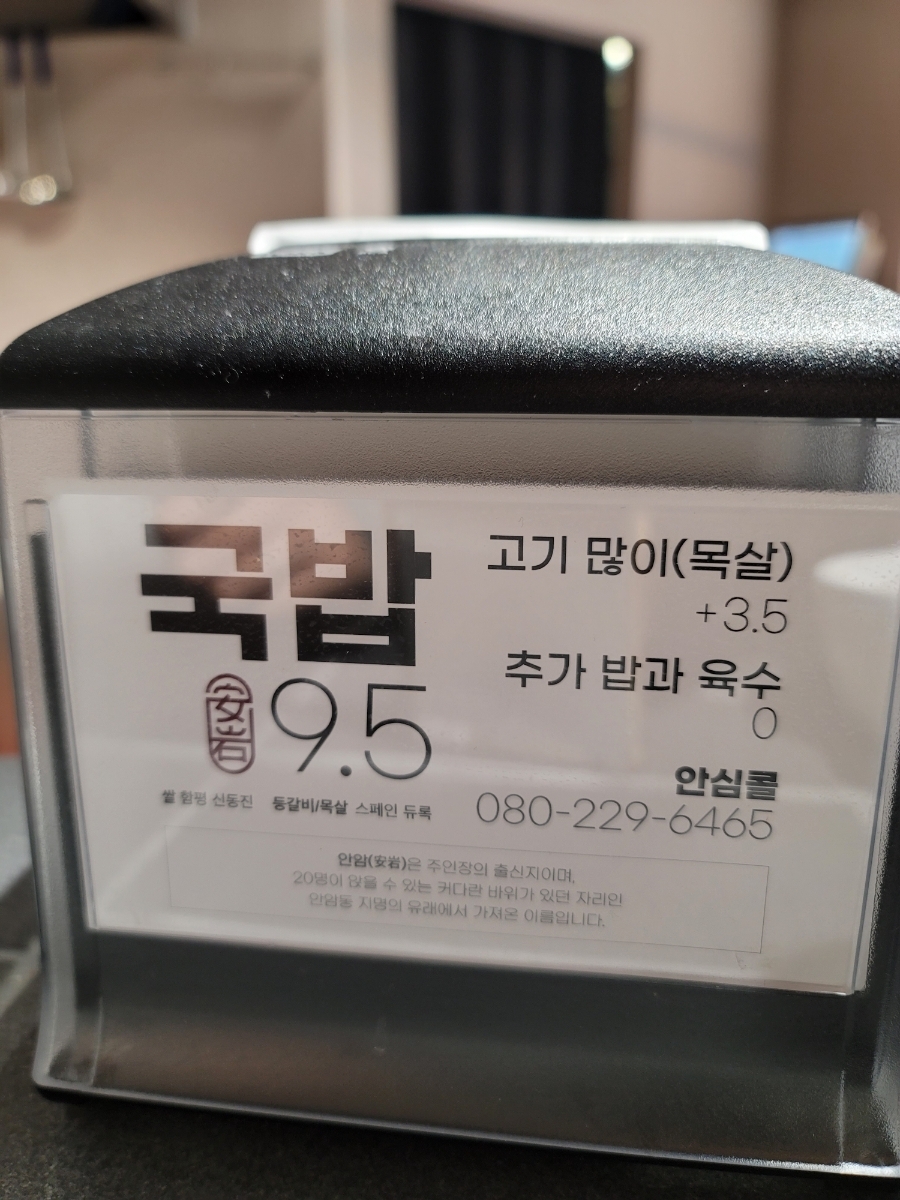 국밥
安岩
9.5
쌀 함평 신동진 등갈비/목살 스페인 듀록
고기 많이(목살)
+3.5
추가 밥과 육수
0
안심콜
080-229-6465
안암(安岩)은 주인장의 출신지이며,
20명이 앉을 수 있는 커다란 바위가 있던 자리인
안암동 지명의 유래에서 가져온 이름입니다.